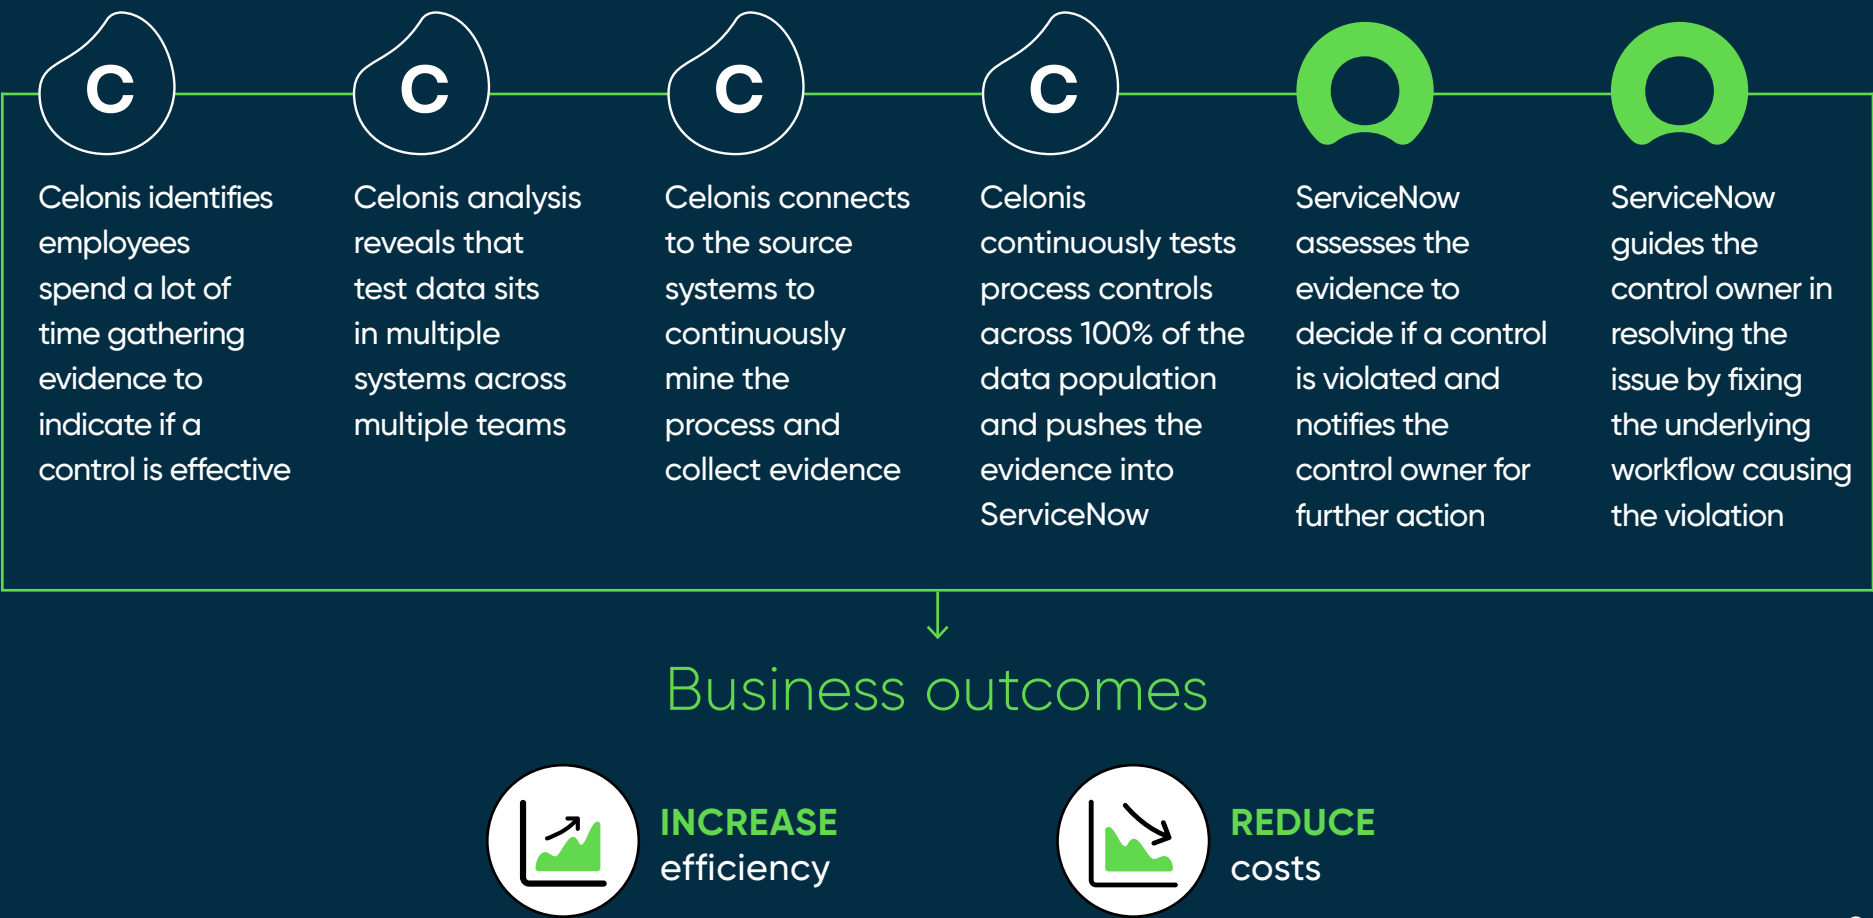 C
C
C
C
Celonis identifies
employees
spend a lot of
time gathering
evidence to
indicate if a
control is effective
Celonis analysis
reveals that
test data sits
in multiple
systems across
multiple teams
Celonis connects
to the source
systems to
continuously
mine the
process and
collect evidence
Celonis
continuously tests
process controls
across 100% of the
data population
and pushes the
evidence into
ServiceNow
ServiceNow
assesses the
evidence to
decide if a control
is violated and
notifies the
control owner for
further action
ServiceNow
guides the
control owner in
resolving the
issue by fixing
the underlying
workflow causing
the violation
Business outcomes
INCREASE
efficiency
REDUCE
costs